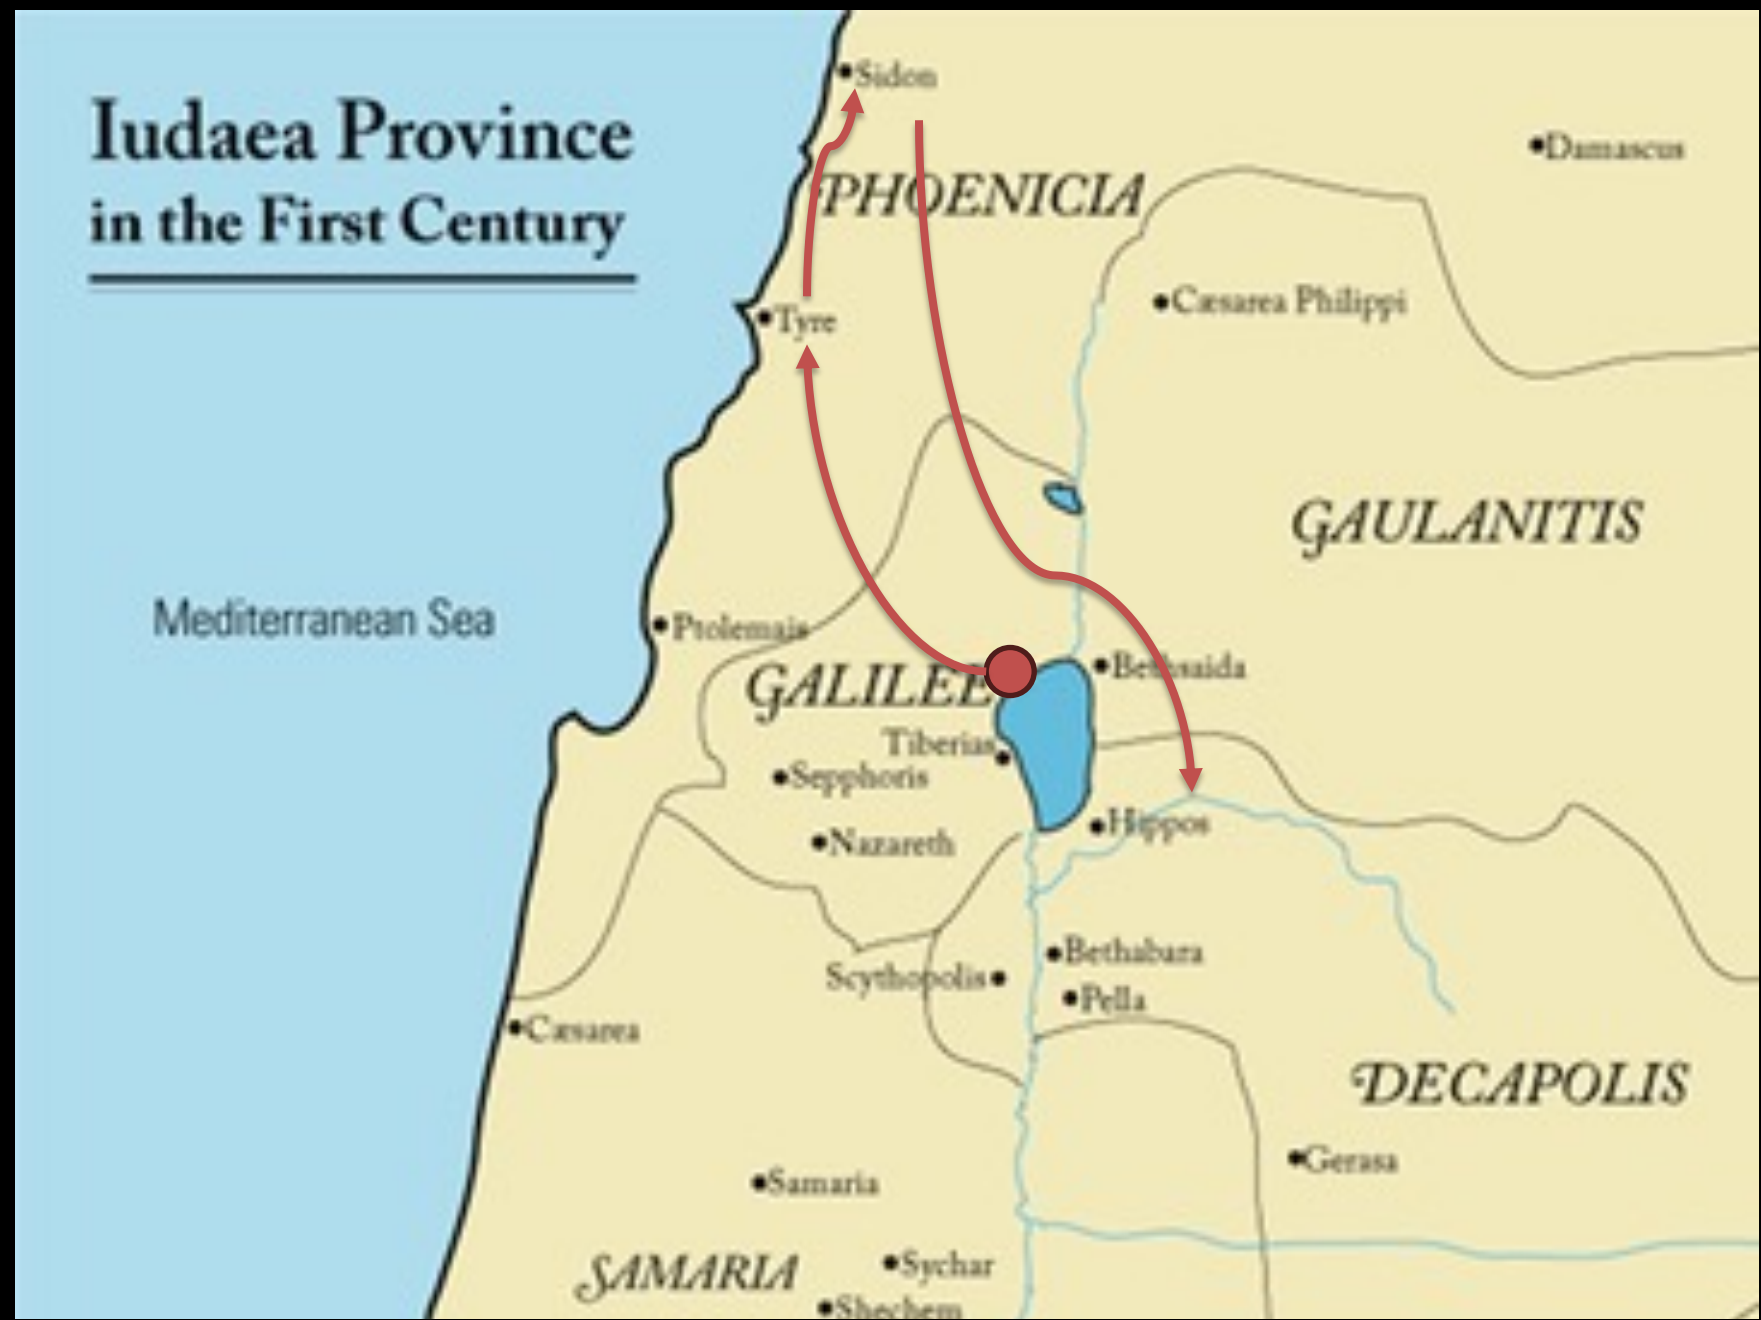 Sidon
Iudaea Province
in the First Century
Damascus
PHOENICIA
Cæsarea Philippi
Tyre
GAULANITIS
Mediterranean Sea
Ptolemais
Bethsaida
GALILEE
Tiberias
Sepphoris
Hippos
Nazareth
Bethabara
Scythopolis
Pella
Cæsarea
DECAPOLIS
Gerasa
Samaria
Sychar
SAMARIA
Shechem